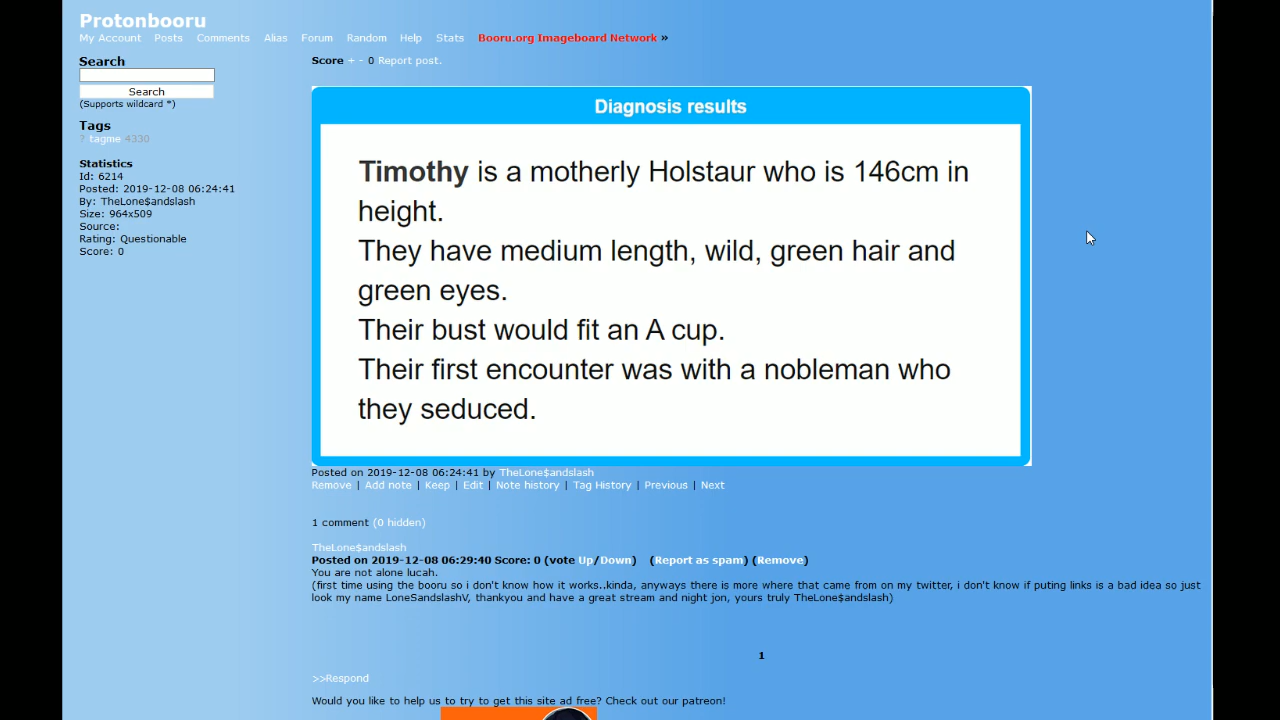 Protonbooru
My Account Posts Comments Alias Forum Random Help Stats Booru.org Imageboard Network »
Search
Search
(Supports wildcard *)
Tags
? tagme 4330
Statistics
Id: 6214
Posted: 2019-12-08 06:24:41
By: TheLone$andslash
Size: 964x509
Source:
Rating: Questionable
Score: 0
Score + - 0 Report post.
Diagnosis results
Timothy is a motherly Holstaur who is 146cm in
height.
They have medium length, wild, green hair and
green eyes.
Their bust would fit an A cup.
Their first encounter was with a nobleman who
they seduced.
Posted on 2019-12-08 06:24:41 by TheLone$andslash
Remove | Add note | Keep | Edit | Note history | Tag History | Previous | Next
1 comment (0 hidden)
TheLone$andslash
Posted on 2019-12-08 06:29:40 Score: 0 (vote Up/Down) (Report as spam) (Remove)
You are not alone lucah.
(first time using the booru so i don't know how it works..kinda, anyways there is more where that came from on my twitter, i don't know if puting links is a bad idea so just
look my name LoneSandslashV, thankyou and have a great stream and night jon, yours truly TheLone$andslash)
1
>>Respond
Would you like to help us to try to get this site ad free? Check out our patreon!